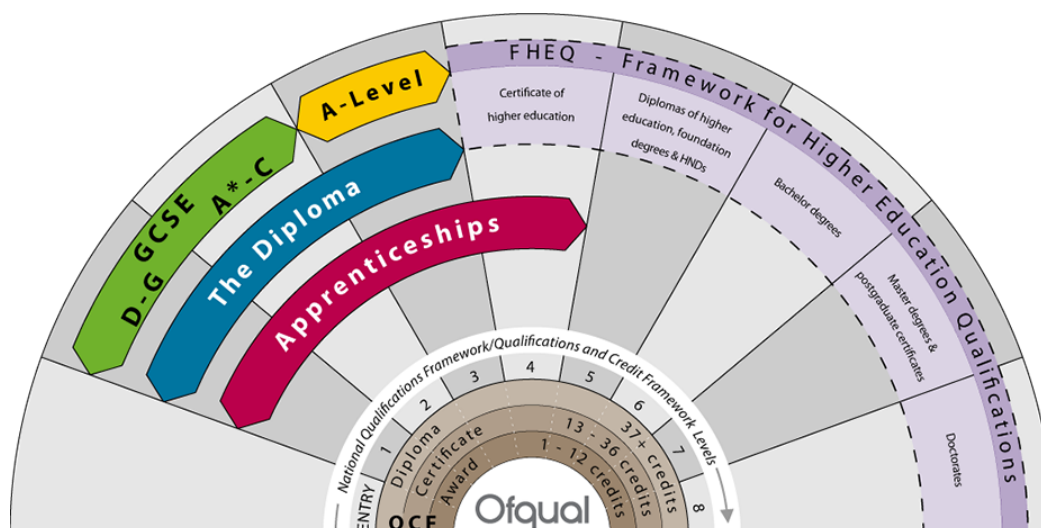 FHEQ - Framework for Higher Education Qualifications
A-Level
GCSE
D-G A*-C
The Diploma
Apprenticeships
Certificate of
higher education
Diplomas of higher
education, foundation
degrees & HNDs
Bachelor degrees
Master degrees &
postgraduate certificates
Doctorates
National Qualifications Framework/Qualifications and Credit Framework Levels
ENTRY
1
2
3
4
5
6
7
8
Diploma
37+ credits
Certificate
13 - 36 credits
Award
1 - 12 credits
QCF
Ofqual